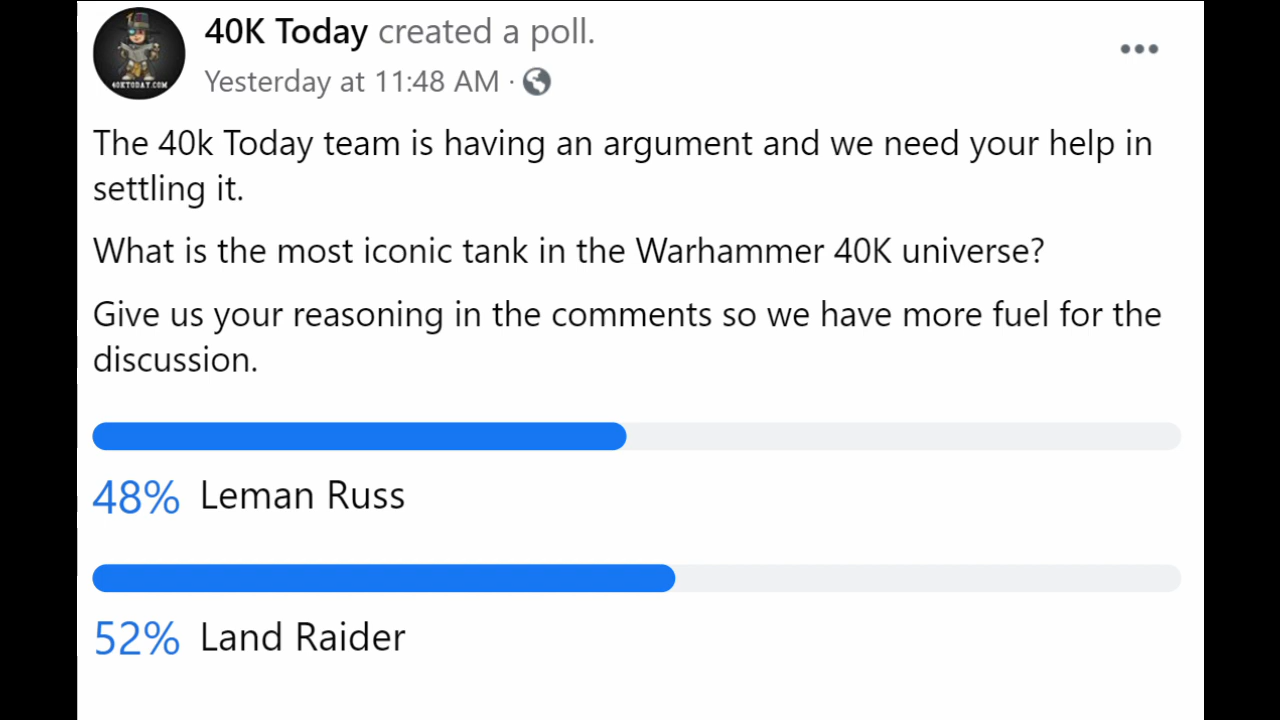 40K Today created a poll.
Yesterday at 11:48 AM ·
40KTODAY.COM
The 40k Today team is having an argument and we need your help in
settling it.
What is the most iconic tank in the Warhammer 40K universe?
Give us your reasoning in the comments so we have more fuel for the
discussion.
48% Leman Russ
52% Land Raider